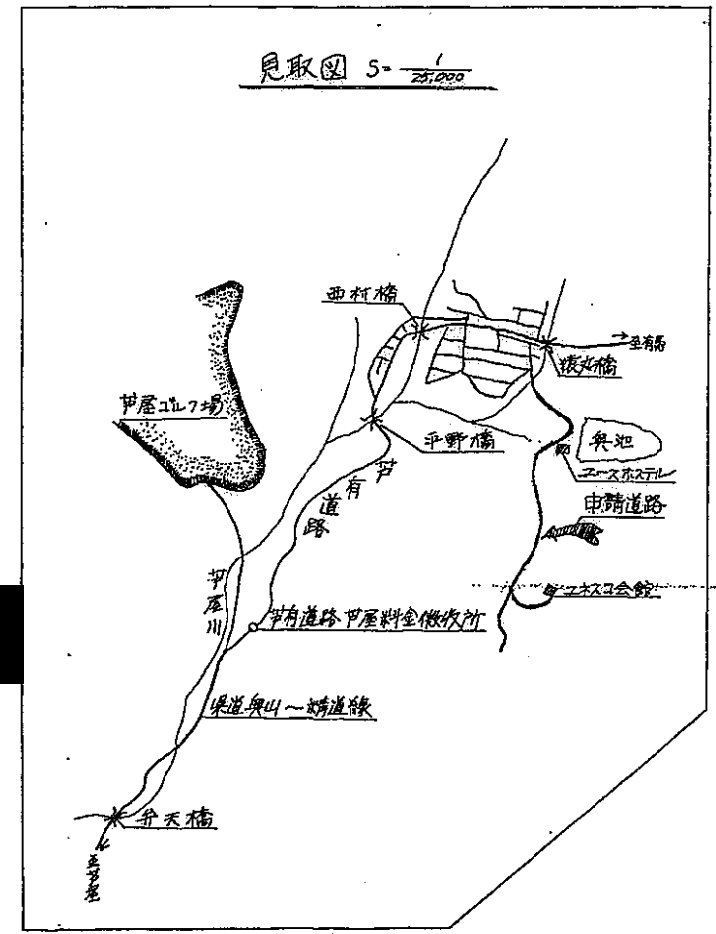 見取図 S=1/25,000
西村橋
至有馬
猿丸橋
芦屋ゴルフ場
平野橋
奥池
ユースホステル
芦有道路
申請道路
芦屋川
ユネスコ会館
芦有道路芦屋料金徴収所
県道奥山〜精道線
弁天橋
至芦屋